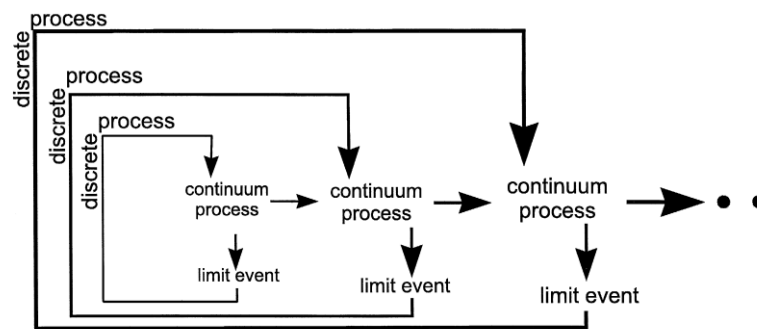 process
discrete
process
discrete
process
discrete
continuum
process
continuum
process
continuum
process
limit event
limit event
limit event